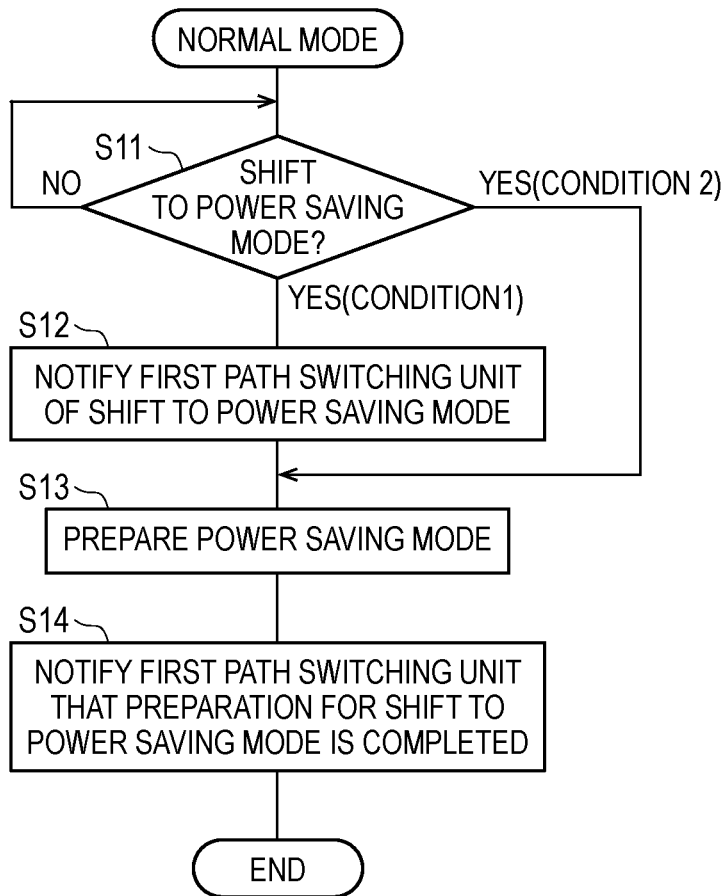 NORMAL MODE
S11
SHIFT
TO POWER SAVING
MODE?
NO
YES(CONDITION 2)
YES(CONDITION1)
S12
NOTIFY FIRST PATH SWITCHING UNIT
OF SHIFT TO POWER SAVING MODE
S13
PREPARE POWER SAVING MODE
S14
NOTIFY FIRST PATH SWITCHING UNIT
THAT PREPARATION FOR SHIFT TO
POWER SAVING MODE IS COMPLETED
END